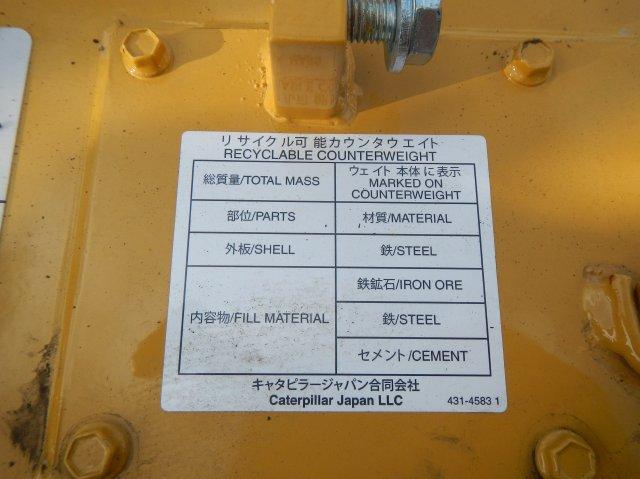 リサイクル可能カウンタウエイト
RECYCLABLE COUNTERWEIGHT
総質量/TOTAL MASS
ウェイト本体に表示
MARKED ON
COUNTERWEIGHT
部位/PARTS
材質/MATERIAL
外板/SHELL
鉄/STEEL
内容物/FILL MATERIAL
鉄鉱石/IRON ORE
鉄/STEEL
セメント/CEMENT
キャタピラージャパン合同会社
Caterpillar Japan LLC
431-4583 1